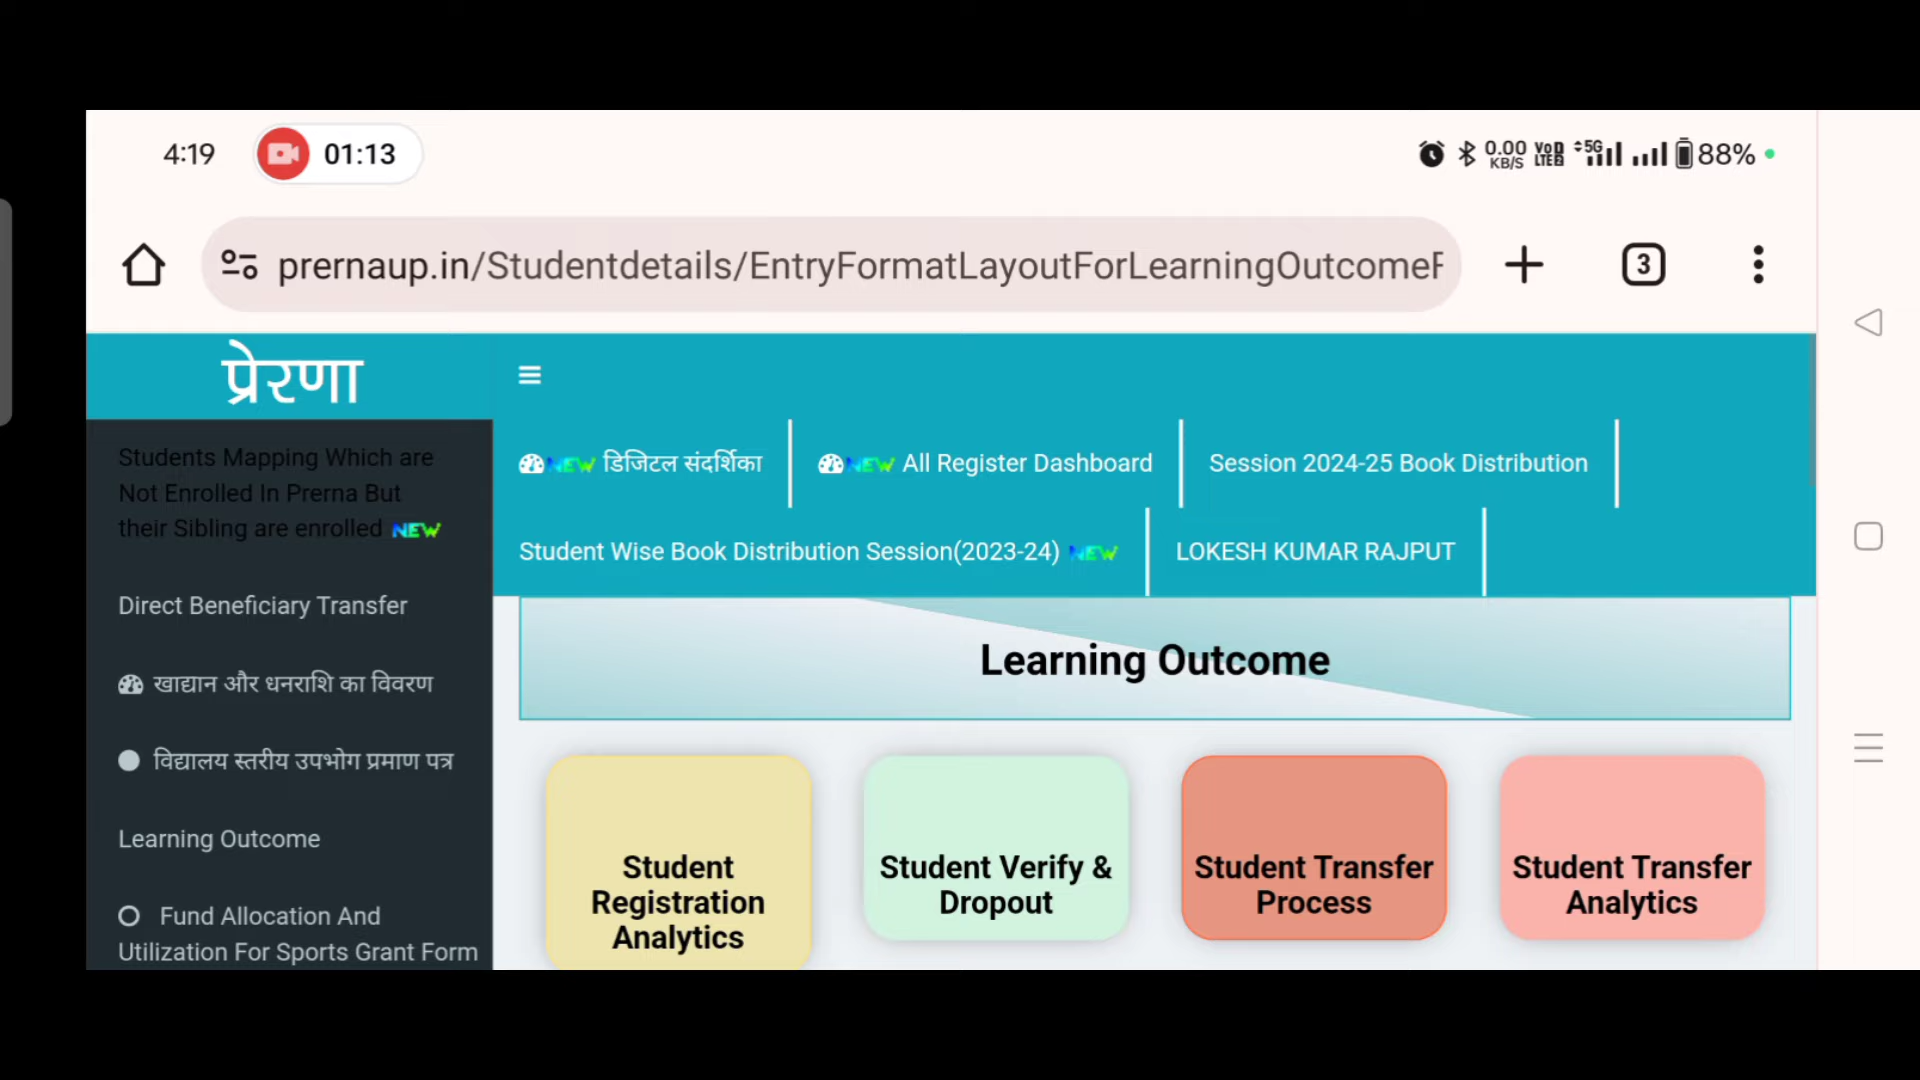 4:19
01:13
0.00
KB/S
VoD
LTE2
5G
88%
prernaup.in/Studentdetails/EntryFormatLayoutForLearningOutcomeF
3
प्रेरणा
NEW डिजिटल संदर्शिका
NEW All Register Dashboard
Session 2024-25 Book Distribution
Student Wise Book Distribution Session(2023-24) NEW
LOKESH KUMAR RAJPUT
Students Mapping Which are
Not Enrolled In Prerna But
their Sibling are enrolled NEW
Direct Beneficiary Transfer
खाद्यान और धनराशि का विवरण
विद्यालय स्तरीय उपभोग प्रमाण पत्र
Learning Outcome
Fund Allocation And
Utilization For Sports Grant Form
Learning Outcome
Student
Registration
Analytics
Student Verify &
Dropout
Student Transfer
Process
Student Transfer
Analytics